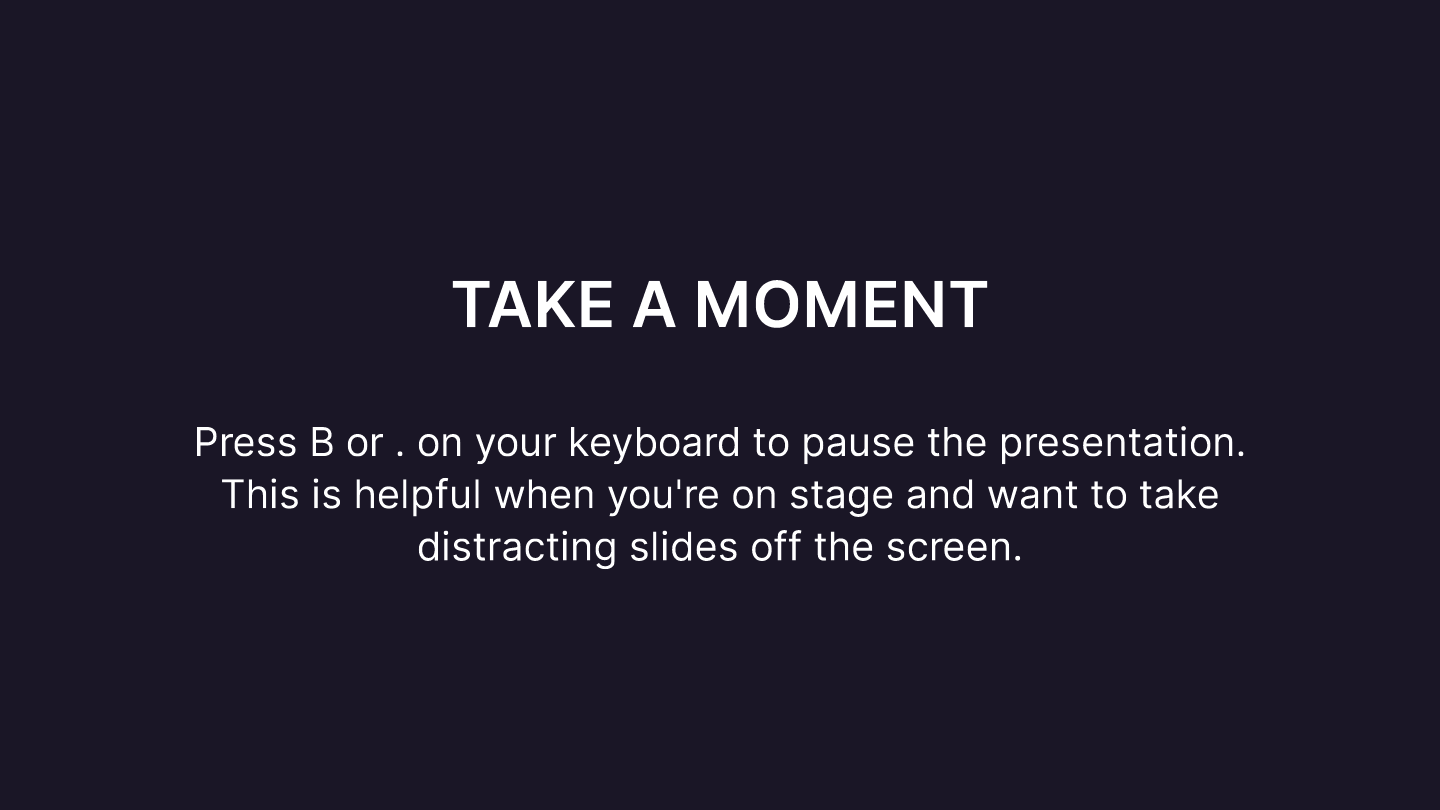 TAKE A MOMENT
Press B or . on your keyboard to pause the presentation.
This is helpful when you're on stage and want to take
distracting slides off the screen.